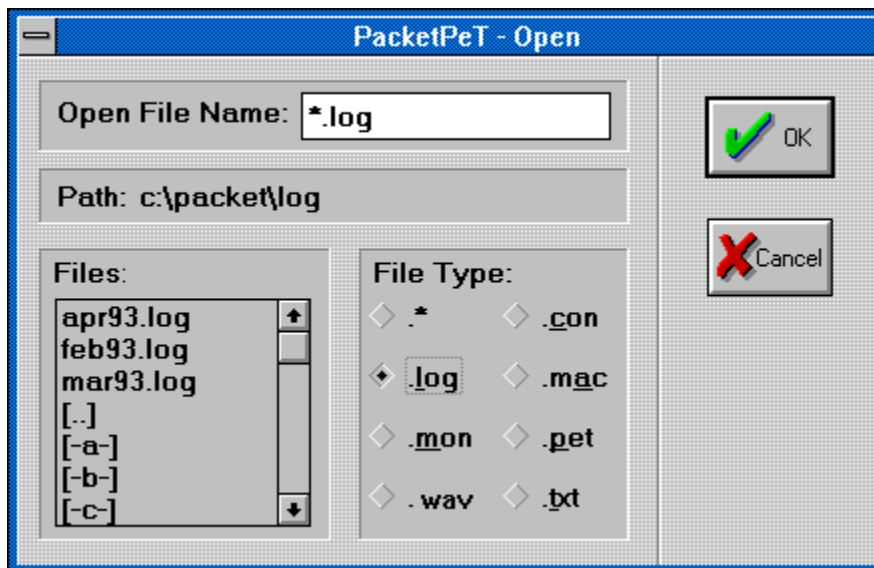 PacketPeT - Open
Open File Name: *.log
Path: c:\packet\log
Files:
apr93.log
feb93.log
mar93.log
[..]
[-a-]
[-b-]
[-c-]
File Type:
.* .con
.log .mac
.mon .pet
.wav .txt
OK
Cancel